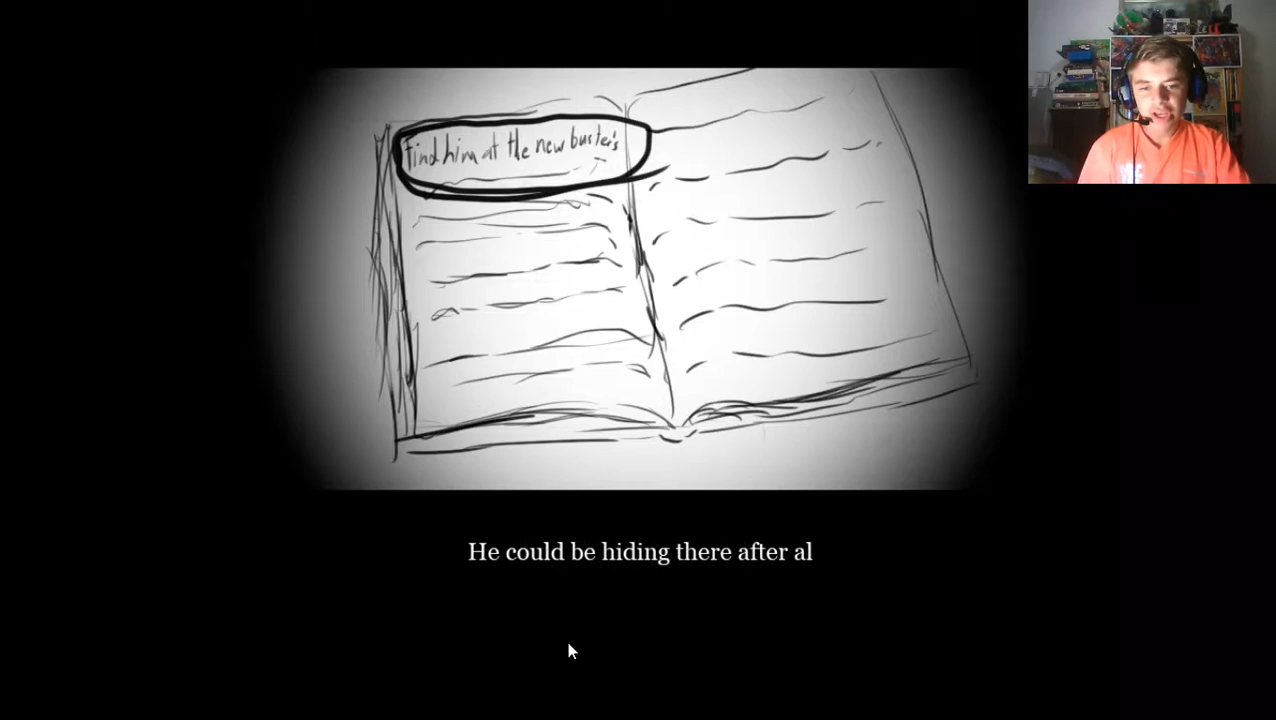 Find him at the new buster's
He could be hiding there after al